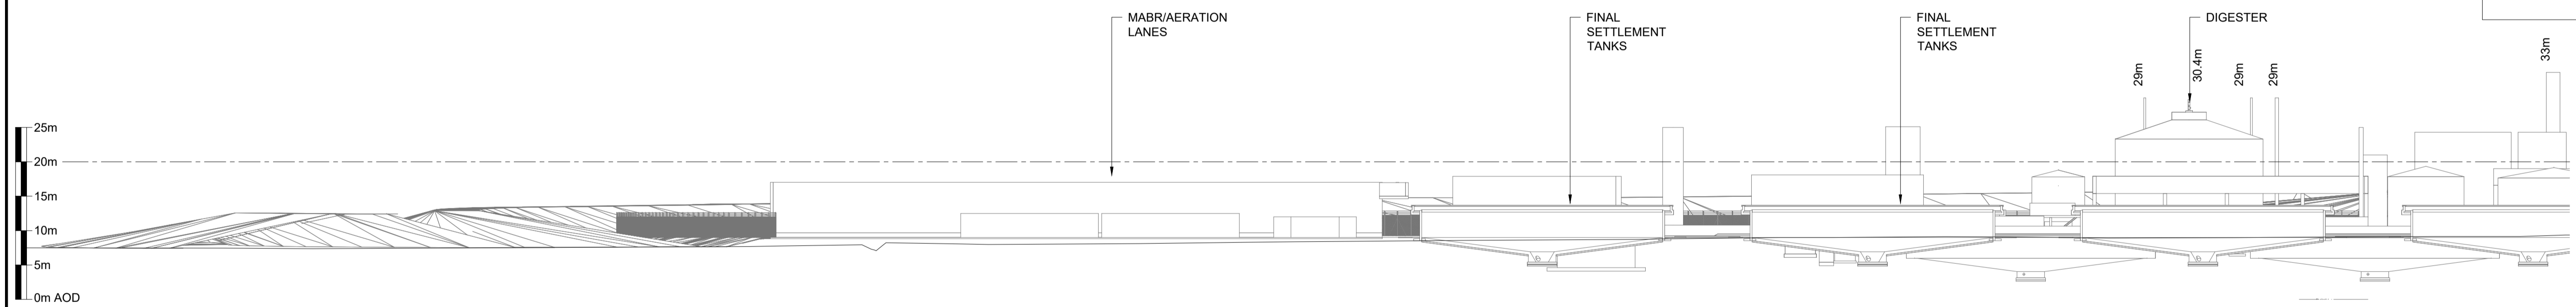 MABR/AERATION
LANES
FINAL
SETTLEMENT
TANKS
FINAL
SETTLEMENT
TANKS
DIGESTER
29m
30.4m
29m
29m
33m
25m
20m
15m
10m
5m
0m AOD